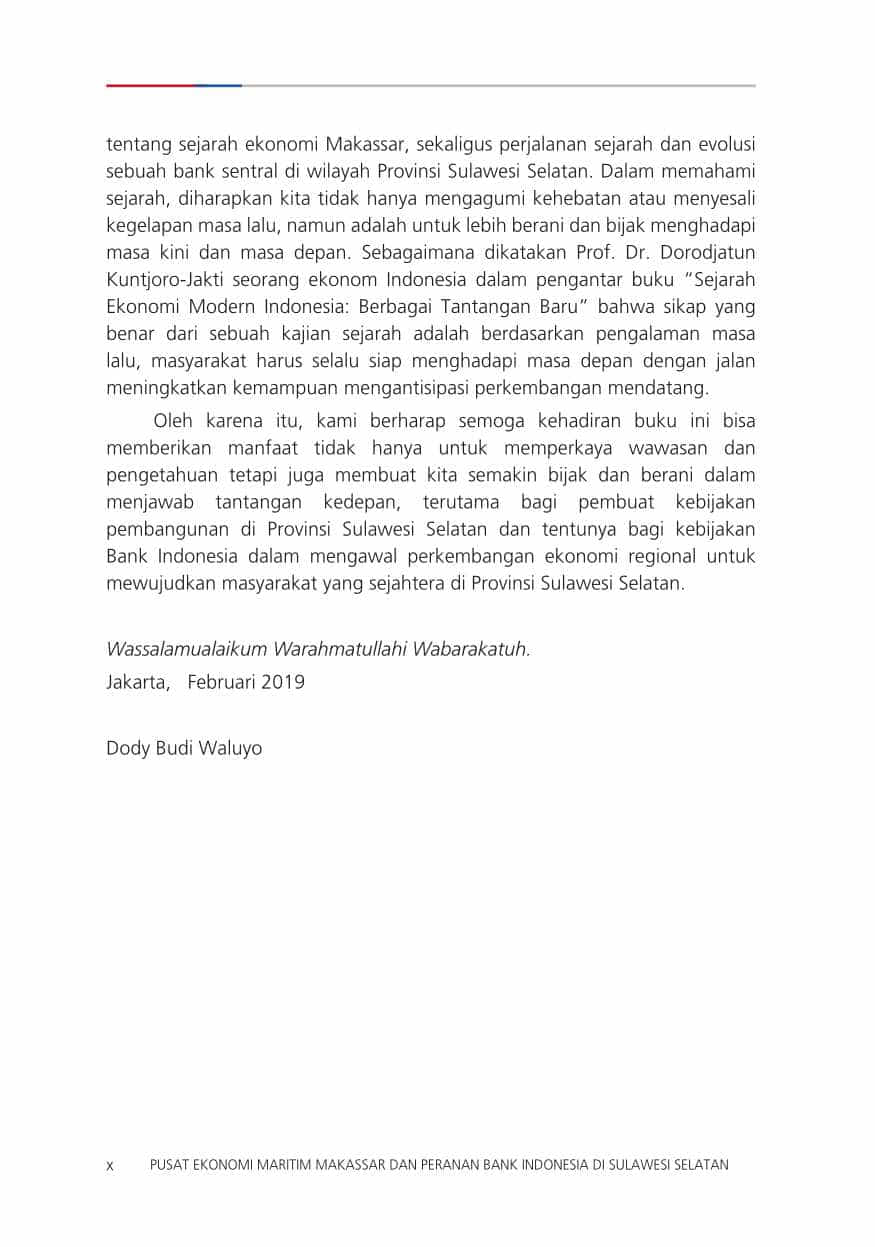 tentang sejarah ekonomi Makassar, sekaligus perjalanan sejarah dan evolusi
sebuah bank sentral di wilayah Provinsi Sulawesi Selatan. Dalam memahami
sejarah, diharapkan kita tidak hanya mengagumi kehebatan atau menyesali
kegelapan masa lalu, namun adalah untuk lebih berani dan bijak menghadapi
masa kini dan masa depan. Sebagaimana dikatakan Prof. Dr. Dorodjatun
Kuntjoro-Jakti seorang ekonom Indonesia dalam pengantar buku “Sejarah
Ekonomi Modern Indonesia: Berbagai Tantangan Baru” bahwa sikap yang
benar dari sebuah kajian sejarah adalah berdasarkan pengalaman masa
lalu, masyarakat harus selalu siap menghadapi masa depan dengan jalan
meningkatkan kemampuan mengantisipasi perkembangan mendatang.
Oleh karena itu, kami berharap semoga kehadiran buku ini bisa
memberikan manfaat tidak hanya untuk memperkaya wawasan dan
pengetahuan tetapi juga membuat kita semakin bijak dan berani dalam
menjawab tantangan kedepan, terutama bagi pembuat kebijakan
pembangunan di Provinsi Sulawesi Selatan dan tentunya bagi kebijakan
Bank Indonesia dalam mengawal perkembangan ekonomi regional untuk
mewujudkan masyarakat yang sejahtera di Provinsi Sulawesi Selatan.
Wassalamualaikum Warahmatullahi Wabarakatuh.
Jakarta, Februari 2019
Dody Budi Waluyo
x PUSAT EKONOMI MARITIM MAKASSAR DAN PERANAN BANK INDONESIA DI SULAWESI SELATAN